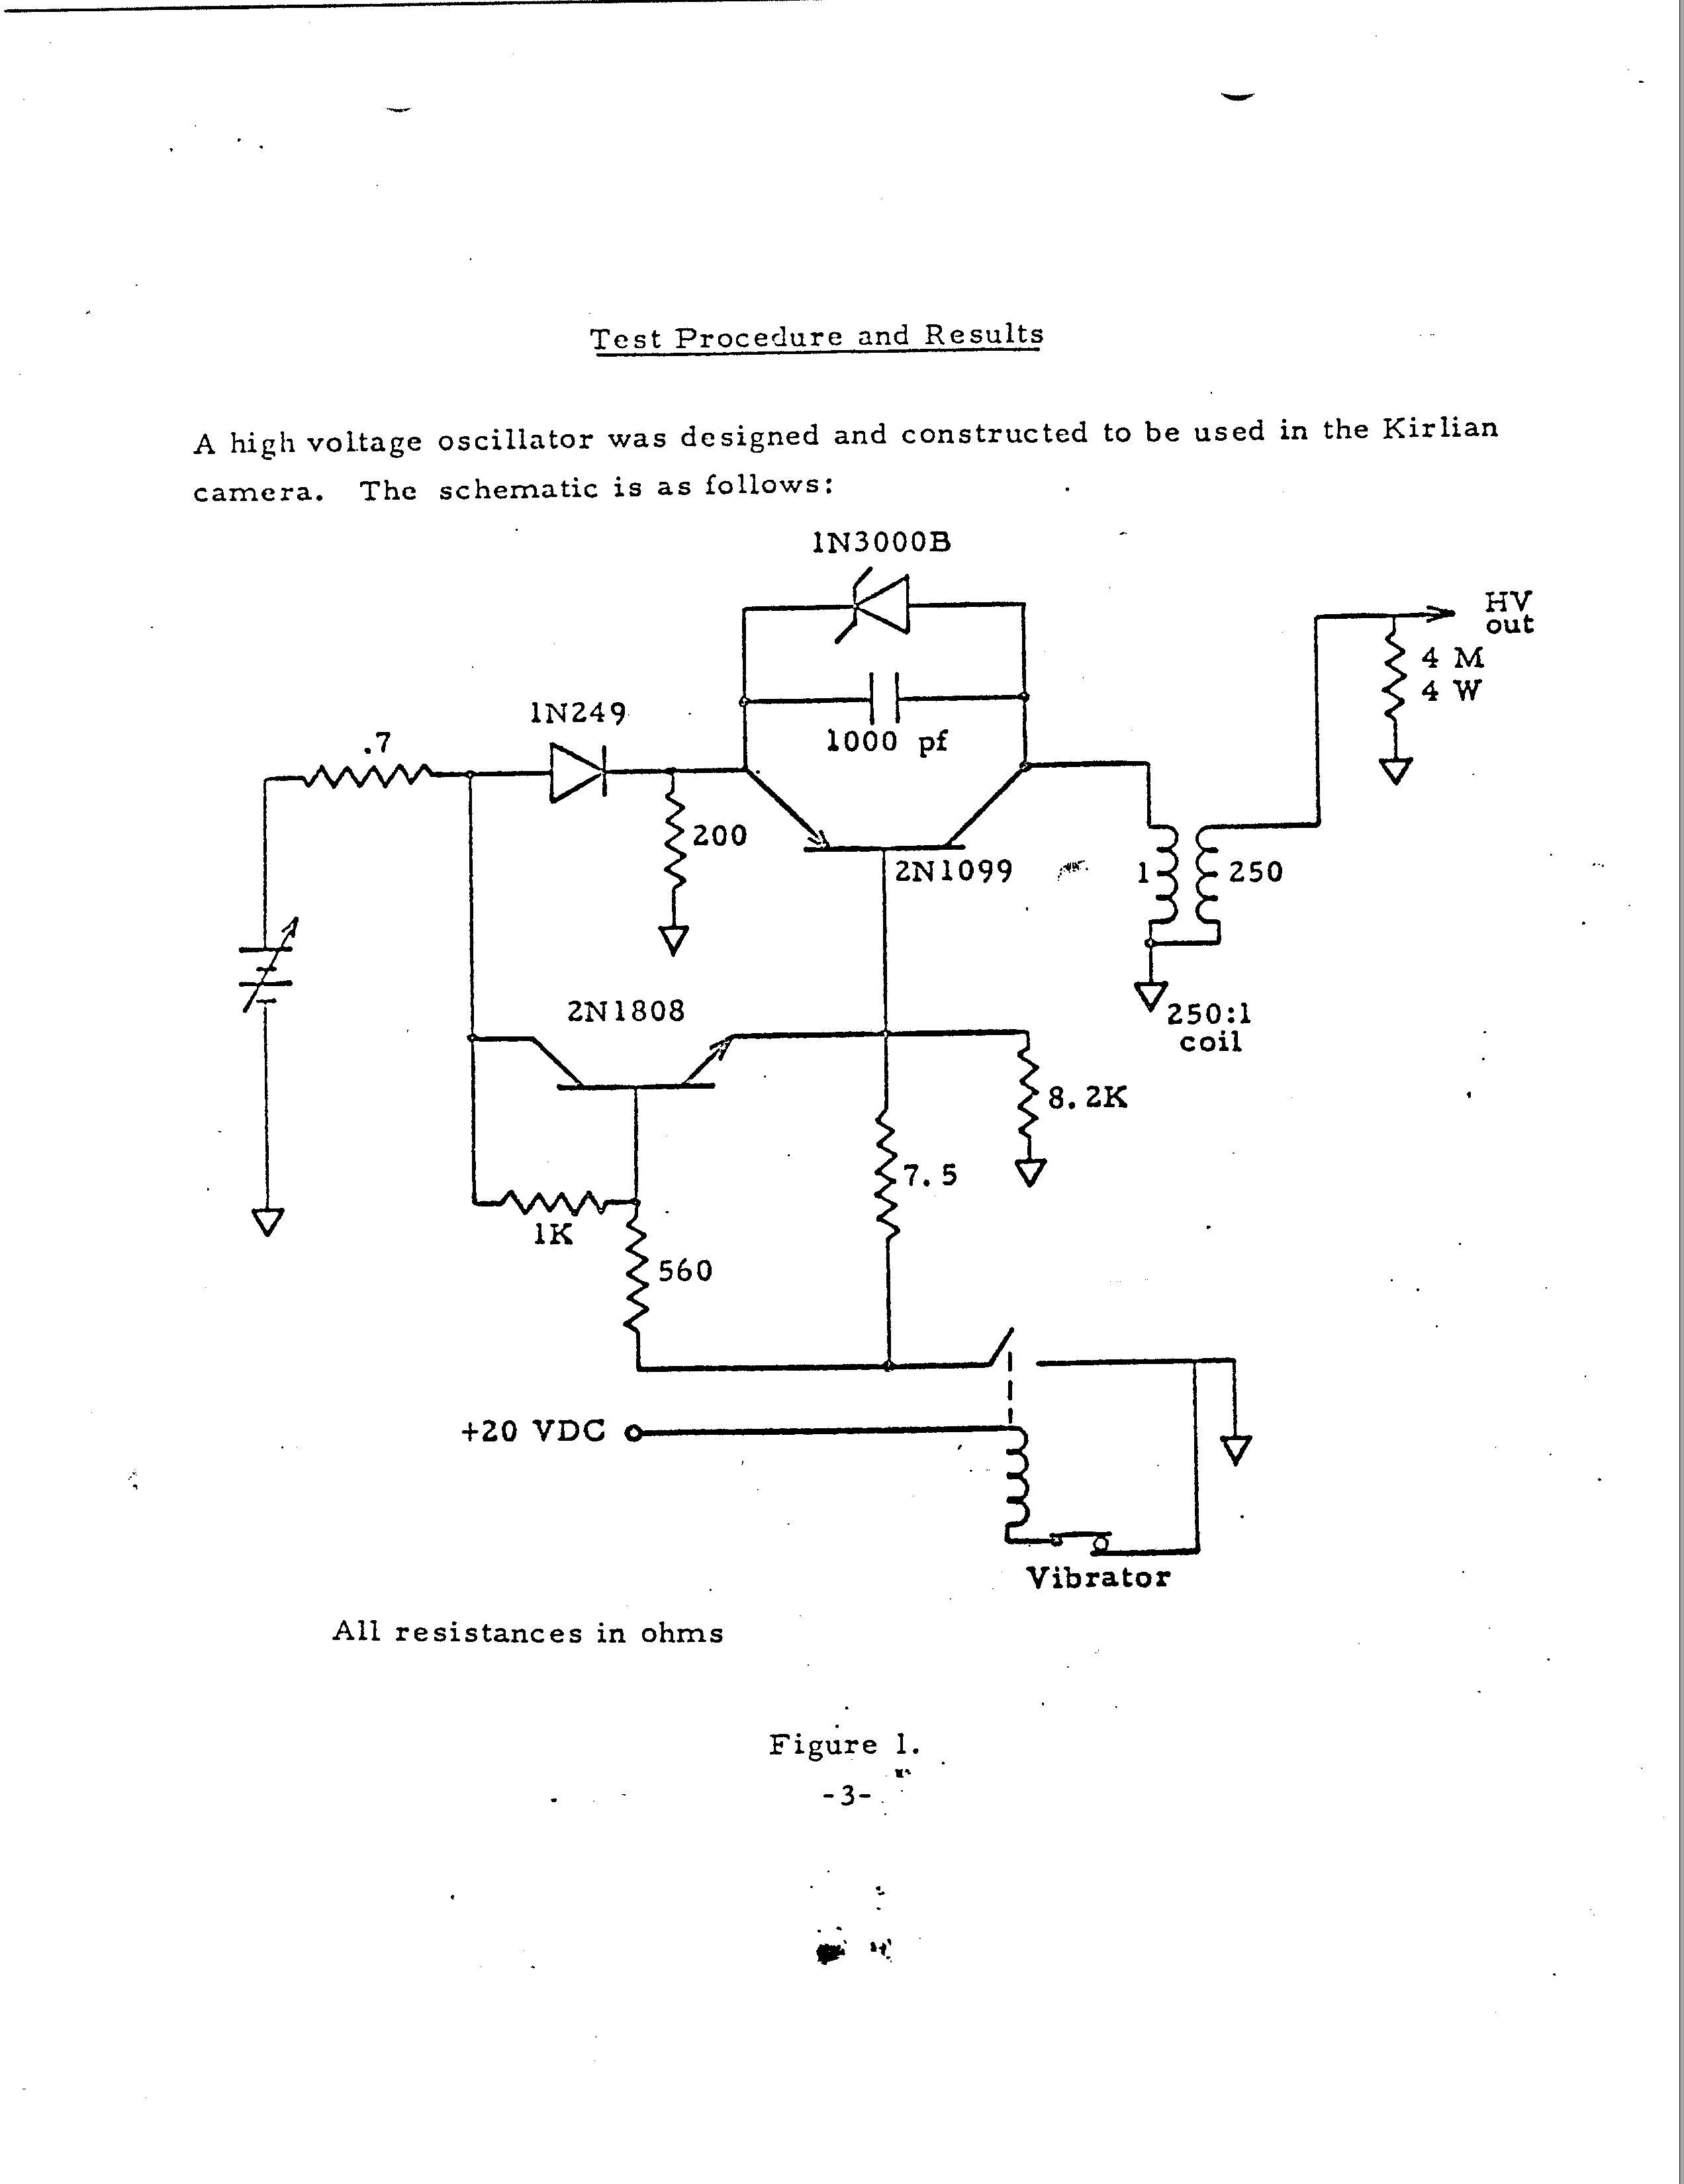 Test Procedure and Results
A high voltage oscillator was designed and constructed to be used in the Kirlian
camera. The schematic is as follows:
1N3000B
HV
out
4 M
4 W
1N249
1000 pf
.7
200
2N1099
1
250
2N1808
250:1
coil
8.2K
7.5
1K
560
+20 VDC
Vibrator
All resistances in ohms
Figure 1.
-3-